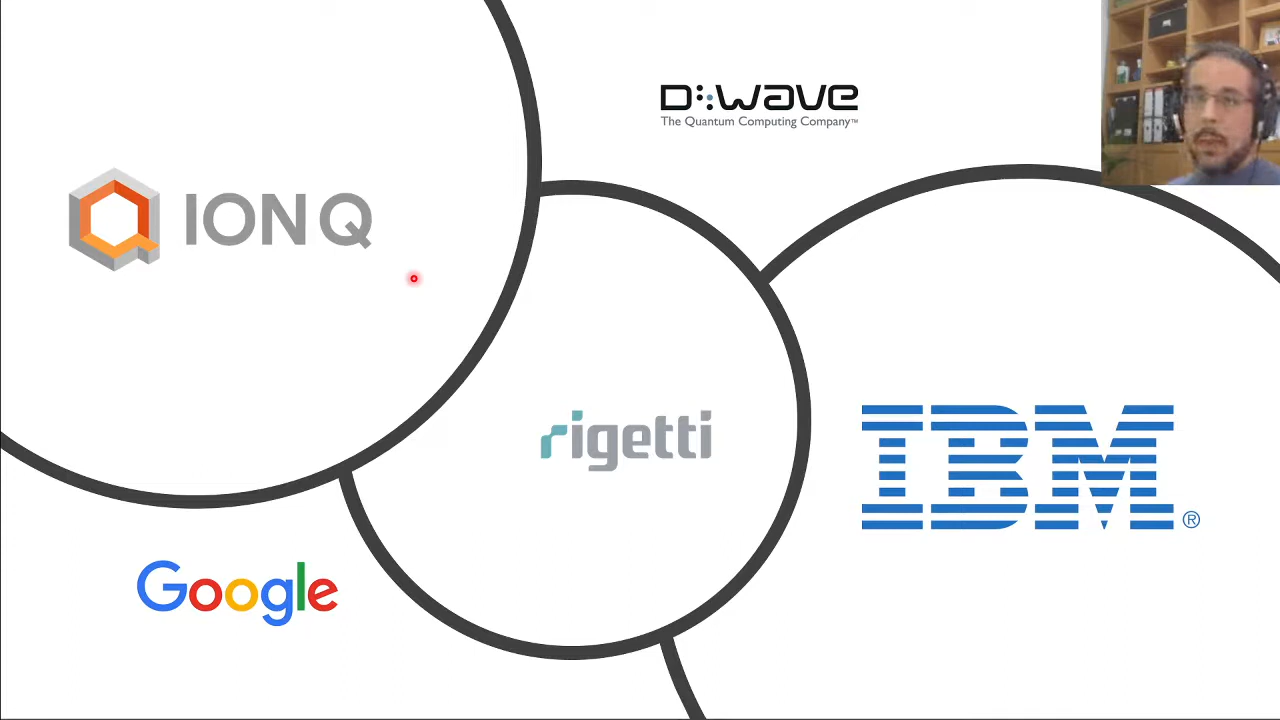 D:wave
The Quantum Computing Company™
IONQ
rigetti
IBM®
Google